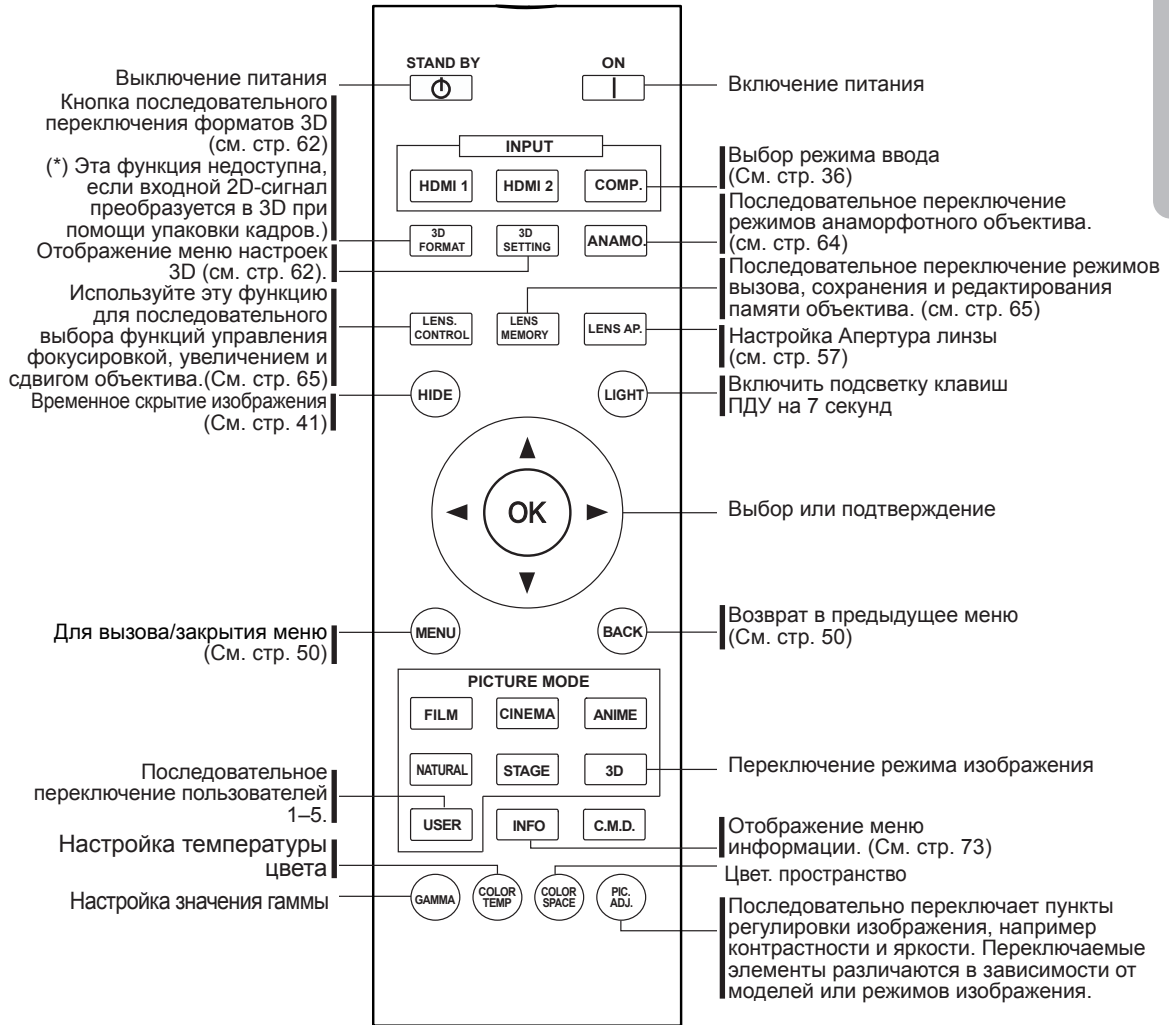 STAND BY
ON
Выключение питания
Включение питания
Кнопка последовательного
переключения форматов 3D
(см. стр. 62)
(*) Эта функция недоступна,
если входной 2D-сигнал
преобразуется в 3D при
помощи упаковки кадров.)
INPUT
HDMI 1
HDMI 2
COMP.
Выбор режима ввода
(См. стр. 36)
3D
FORMAT
3D
SETTING
ANAMO.
Последовательное переключение
режимов анаморфотного объектива.
(см. стр. 64)
Отображение меню настроек
3D (см. стр. 62).
Последовательное переключение режимов
вызова, сохранения и редактирования
памяти объектива. (см. стр. 65)
Используйте эту функцию
для последовательного
выбора функций управления
фокусировкой, увеличением и
сдвигом объектива.(См. стр. 65)
LENS.
CONTROL
LENS
MEMORY
LENS AP.
Настройка Апертура линзы
(см. стр. 57)
Временное скрытие изображения
(См. стр. 41)
HIDE
LIGHT
Включить подсветку клавиш
ПДУ на 7 секунд
OK
Выбор или подтверждение
Для вызова/закрытия меню
(См. стр. 50)
MENU
BACK
Возврат в предыдущее меню
(См. стр. 50)
PICTURE MODE
FILM
CINEMA
ANIME
NATURAL
STAGE
3D
Переключение режима изображения
Последовательное
переключение пользователей
1–5.
USER
INFO
C.M.D.
Отображение меню
информации. (См. стр. 73)
Настройка температуры
цвета
Цвет. пространство
Настройка значения гаммы
GAMMA
COLOR
TEMP
COLOR
SPACE
PIC.
ADJ.
Последовательно переключает пункты
регулировки изображения, например
контрастности и яркости. Переключаемые
элементы различаются в зависимости от
моделей или режимов изображения.